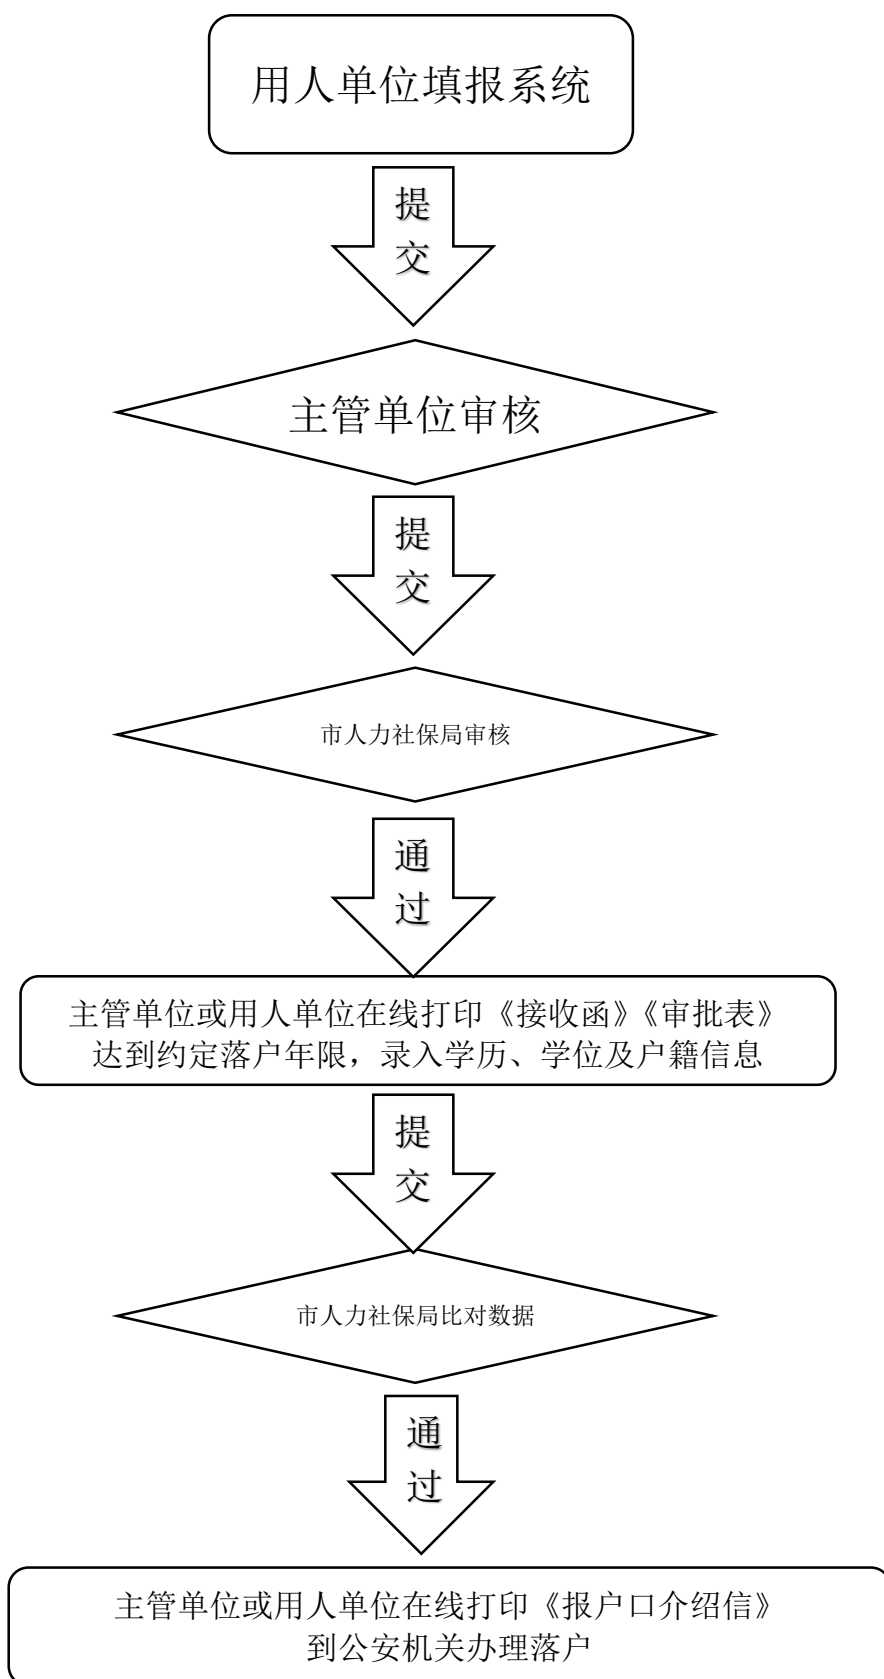 用人单位填报系统
提
交
主管单位审核
提
交
市人力社保局审核
通
过
主管单位或用人单位在线打印《接收函》《审批表》
达到约定落户年限，录入学历、学位及户籍信息
提
交
市人力社保局比对数据
通
过
主管单位或用人单位在线打印《报户口介绍信》
到公安机关办理落户